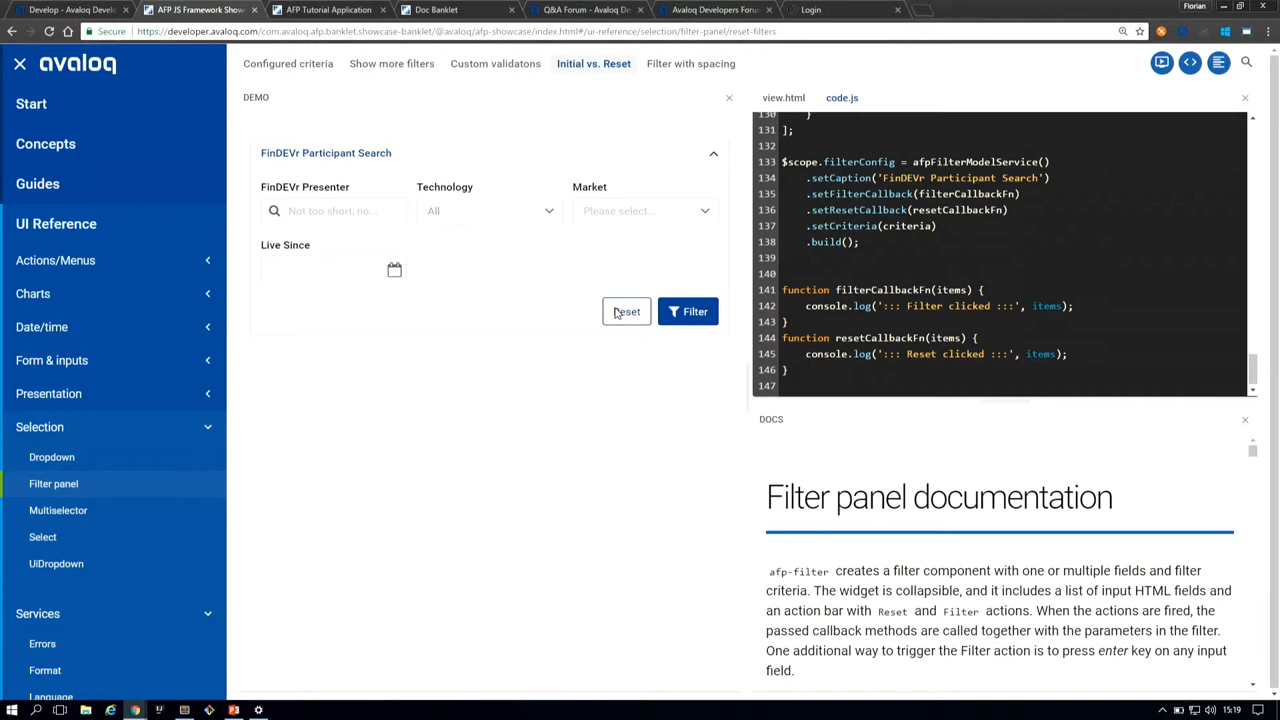 Develop - Avaloq Develo
AFP JS Framework Show
AFP Tutorial Application
Doc Banklet
Q&A Forum - Avaloq De
Avaloq Developers Forum
Login
Florian
Secure
https://developer.avaloq.com/com.avaloq.afp.banklet.showcase-banklet/@avaloq/afp-showcase/index.html#/ui-reference/selection/filter-panel/reset-filters
avaloq
Start
Concepts
Guides
UI Reference
Actions/Menus
Charts
Date/time
Form & inputs
Presentation
Selection
Dropdown
Filter panel
Multiselector
Select
UiDropdown
Services
Errors
Format
Language
Configured criteria
Show more filters
Custom validatons
Initial vs. Reset
Filter with spacing
DEMO
FinDEVr Participant Search
FinDEVr Presenter
Technology
Market
Not too short, no...
All
Please select...
Live Since
Reset
Filter
view.html
code.js
130 }
131 ];
132
133 $scope.filterConfig = afpFilterModelService()
134 .setCaption('FinDEVr Participant Search')
135 .setFilterCallback(filterCallbackFn)
136 .setResetCallback(resetCallbackFn)
137 .setCriteria(criteria)
138 .build();
139
140
141 function filterCallbackFn(items) {
142 console.log('::: Filter clicked :::', items);
143 }
144 function resetCallbackFn(items) {
145 console.log('::: Reset clicked :::', items);
146 }
147
DOCS
Filter panel documentation
afp-filter creates a filter component with one or multiple fields and filter
criteria. The widget is collapsible, and it includes a list of input HTML fields and
an action bar with Reset and Filter actions. When the actions are fired, the
passed callback methods are called together with the parameters in the filter.
One additional way to trigger the Filter action is to press enter key on any input
field.
15:19